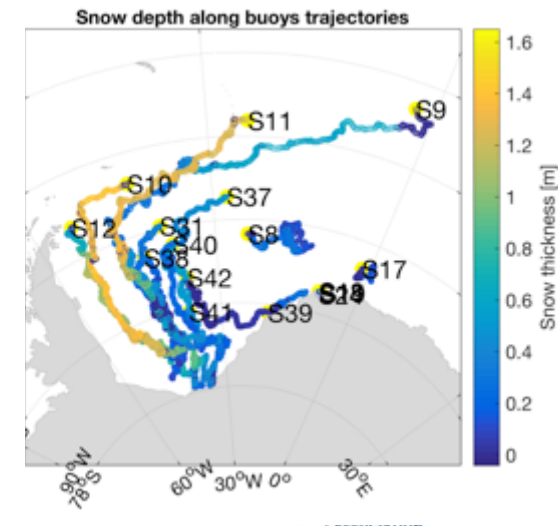 Snow depth along buoys trajectories
S9
S11
S10
S37
S12
S31
S8
S40
S38
S17
S42
S41
S39
90°W
78°S
60°W
30°W
0°
30°E
1.6
1.4
1.2
1
0.8
0.6
0.4
0.2
0
Snow thickness [m]